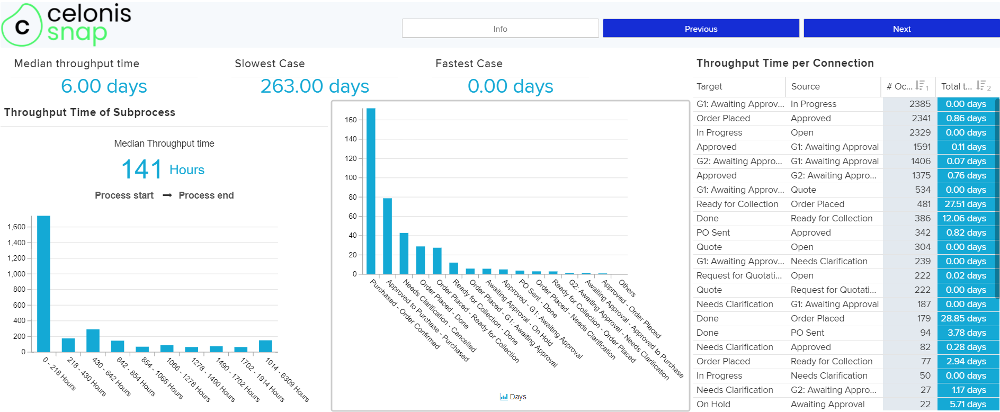 celonis
snap
C
Info
Previous
Next
Median throughput time
6.00 days
Slowest Case
263.00 days
Fastest Case
0.00 days
Throughput Time of Subprocess
Median Throughput time
141 Hours
Process start → Process end
1,600
1,400
1,200
1,000
800
600
400
200
0
0 - 218 Hours
218 - 430 Hours
430 - 642 Hours
642 - 854 Hours
854 - 1066 Hours
1066 - 1278 Hours
1278 - 1490 Hours
1490 - 1702 Hours
1702 - 1914 Hours
1914 - 6309 Hours
160
140
120
100
80
60
40
20
0
Purchased - Order Confirmed
Approved to Purchase - Purchased
Needs Clarification - Cancelled
Order Placed - Done
Order Placed - Ready for Collection
Ready for Collection - Done
Order Placed - G1: Awaiting Approval
Awaiting Approval - On Hold
Approved - G1: Awaiting Approval
PO Sent - Done
Order Placed - Needs Clarification
Ready for Collection - Order Placed
G2: Awaiting Approval - Needs Clarification
Awaiting Approval - Approved to Purchase
Approved - Order Placed
Others
Days
Throughput Time per Connection
Target Source # Oc... 1 Total t... 2
G1: Awaiting Approv... In Progress 2385 0.00 days
Order Placed Approved 2341 0.86 days
In Progress Open 2329 0.00 days
Approved G1: Awaiting Approval 1591 0.11 days
G2: Awaiting Appro... G1: Awaiting Approval 1406 0.07 days
Approved G2: Awaiting Appro... 1375 0.76 days
G1: Awaiting Approv... Quote 534 0.00 days
Ready for Collection Order Placed 481 27.51 days
Done Ready for Collection 386 12.06 days
PO Sent Approved 342 0.82 days
Quote Open 304 0.00 days
G1: Awaiting Approv... Needs Clarification 239 0.00 days
Request for Quotati... Open 222 0.02 days
Quote Request for Quotati... 222 0.00 days
Needs Clarification G1: Awaiting Approval 187 0.00 days
Done Order Placed 179 28.85 days
Done PO Sent 94 3.78 days
Needs Clarification Approved 82 0.28 days
Order Placed Ready for Collection 77 2.94 days
In Progress Needs Clarification 50 0.00 days
Needs Clarification G2: Awaiting Appro... 27 1.17 days
On Hold Awaiting Approval 22 5.71 days